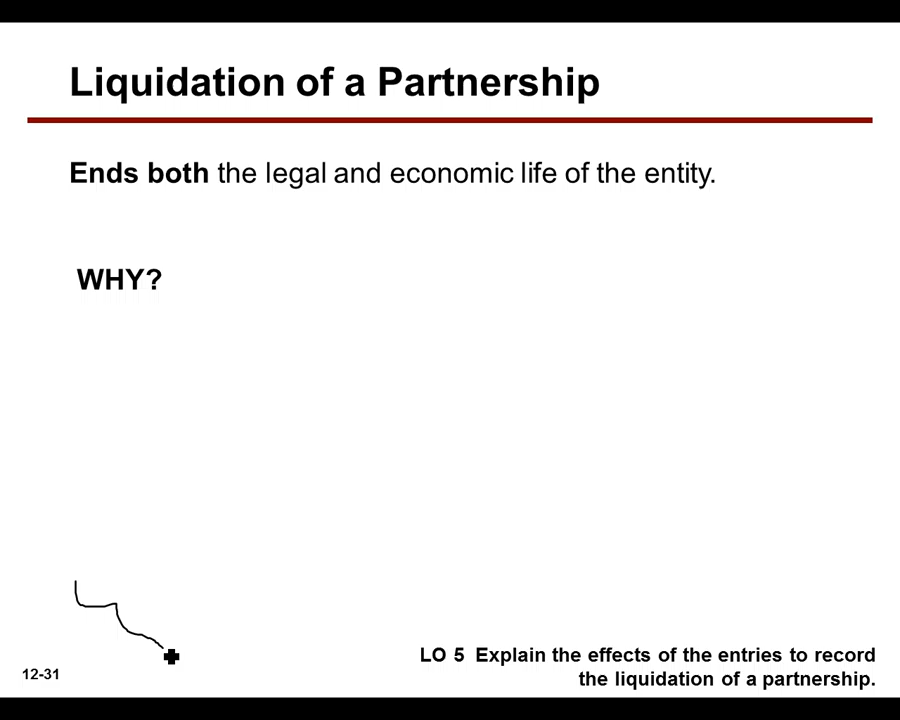 Liquidation of a Partnership
Ends both the legal and economic life of the entity.
WHY?
LO 5 Explain the effects of the entries to record
the liquidation of a partnership.
12-31